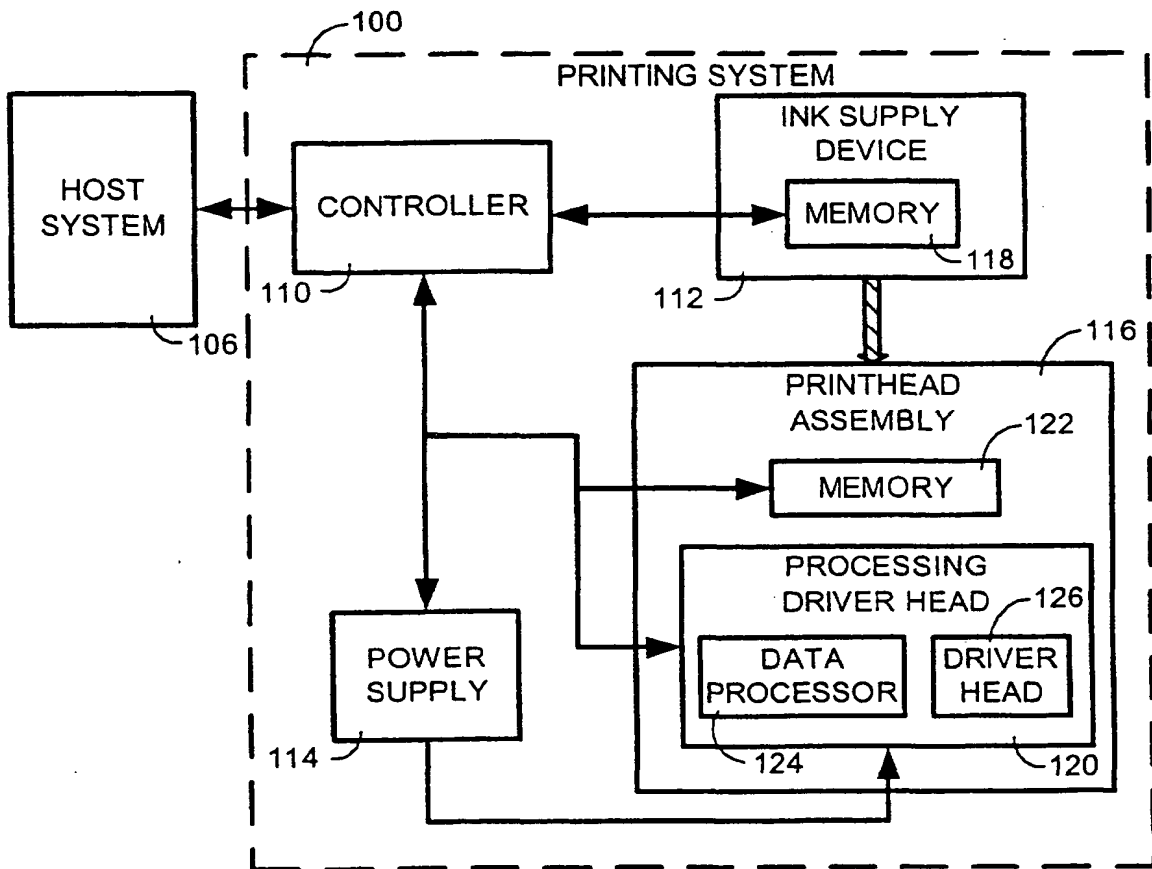 100
PRINTING SYSTEM
HOST
SYSTEM
106
CONTROLLER
110
INK SUPPLY
DEVICE
MEMORY
118
112
116
PRINTHEAD
ASSEMBLY
122
MEMORY
PROCESSING
DRIVER HEAD
126
DATA
PROCESSOR
124
DRIVER
HEAD
120
POWER
SUPPLY
114